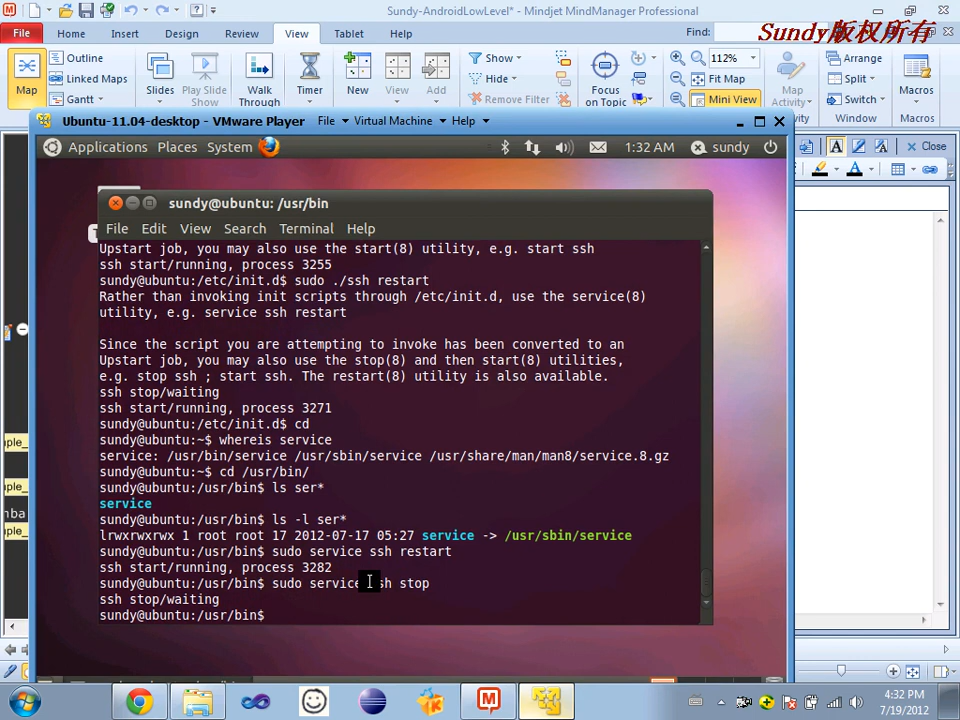 Sundy-AndroidLowLevel* - Mindjet MindManager Professional
File Home Insert Design Review View Tablet Help Find:
Sundy版权所有
Map
Outline
Linked Maps
Gantt
Slides
Play Slide Show
Walk Through
Timer
New
View
Add
Show
Hide
Remove Filter
Focus on Topic
112%
Fit Map
Mini View
Map Activity
Arrange
Split
Switch
Window
Macros
Macros
Ubuntu-11.04-desktop - VMware Player File Virtual Machine Help
Close
Applications Places System 1:32 AM sundy
sundy@ubuntu: /usr/bin
File Edit View Search Terminal Help
Upstart job, you may also use the start(8) utility, e.g. start ssh
ssh start/running, process 3255
sundy@ubuntu:/etc/init.d$ sudo ./ssh restart
Rather than invoking init scripts through /etc/init.d, use the service(8)
utility, e.g. service ssh restart
Since the script you are attempting to invoke has been converted to an
Upstart job, you may also use the stop(8) and then start(8) utilities,
e.g. stop ssh ; start ssh. The restart(8) utility is also available.
ssh stop/waiting
ssh start/running, process 3271
sundy@ubuntu:/etc/init.d$ cd
sundy@ubuntu:~$ whereis service
service: /usr/bin/service /usr/sbin/service /usr/share/man/man8/service.8.gz
sundy@ubuntu:~$ cd /usr/bin/
sundy@ubuntu:/usr/bin$ ls ser*
service
sundy@ubuntu:/usr/bin$ ls -l ser*
lrwxrwxrwx 1 root root 17 2012-07-17 05:27 service -> /usr/sbin/service
sundy@ubuntu:/usr/bin$ sudo service ssh restart
ssh start/running, process 3282
sundy@ubuntu:/usr/bin$ sudo service ssh stop
ssh stop/waiting
sundy@ubuntu:/usr/bin$
4:32 PM
7/19/2012